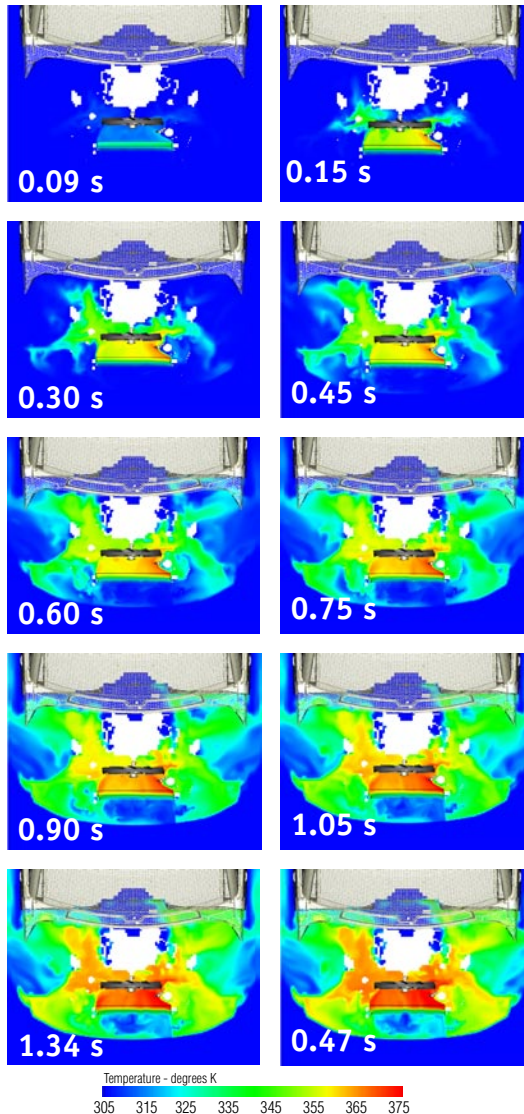 0.09 s
0.15 s
0.30 s
0.45 s
0.60 s
0.75 s
0.90 s
1.05 s
1.34 s
0.47 s
Temperature - degrees K
305 315 325 335 345 355 365 375